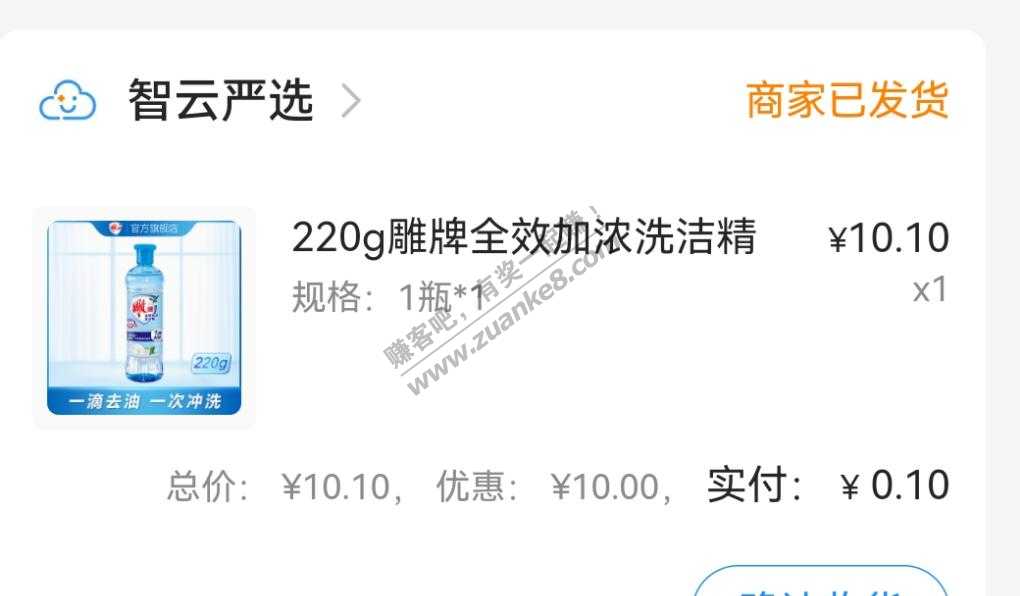 智云严选
商家已发货
官方旗舰店
220g雕牌全效加浓洗洁精
¥10.10
规格： 1瓶*1
x1
雕牌
220g
一滴去油 一次冲洗
赚客吧，有奖一起赚！
www.zuanke8.com
总价： ¥10.10， 优惠： ¥10.00， 实付： ¥ 0.10